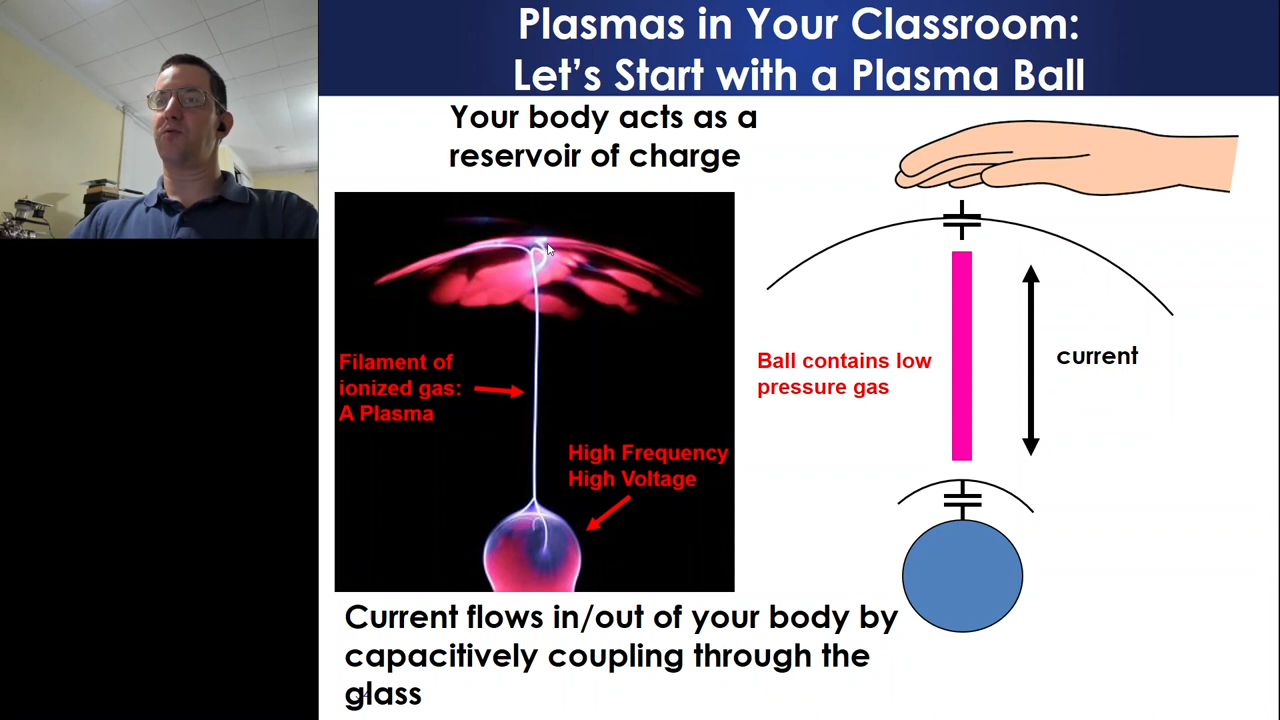 Plasmas in Your Classroom:
Let's Start with a Plasma Ball
Your body acts as a
reservoir of charge
Filament of
ionized gas:
A Plasma
High Frequency
High Voltage
Ball contains low
pressure gas
current
Current flows in/out of your body by
capacitively coupling through the
glass